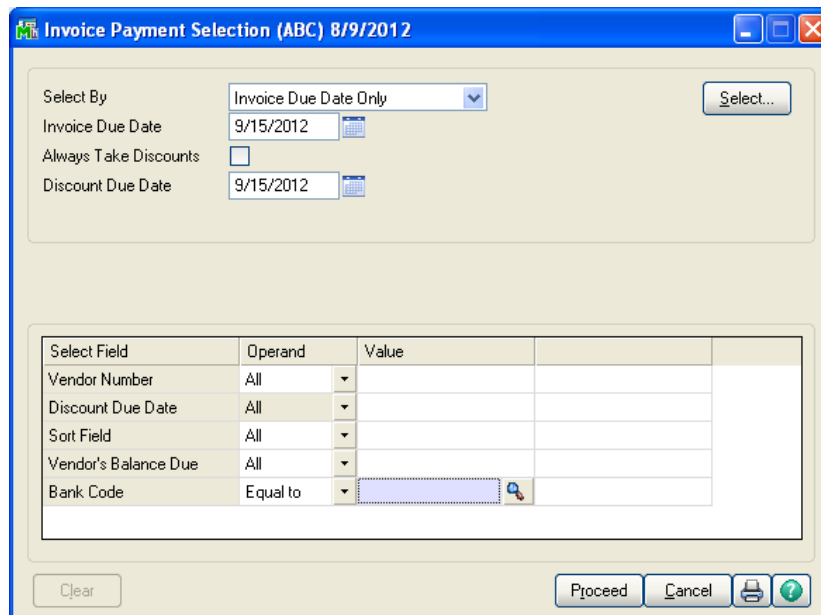 Invoice Payment Selection (ABC) 8/9/2012
Select By Invoice Due Date Only Select...
Invoice Due Date 9/15/2012
Always Take Discounts
Discount Due Date 9/15/2012
Select Field Operand Value
Vendor Number All
Discount Due Date All
Sort Field All
Vendor's Balance Due All
Bank Code Equal to
Clear Proceed Cancel